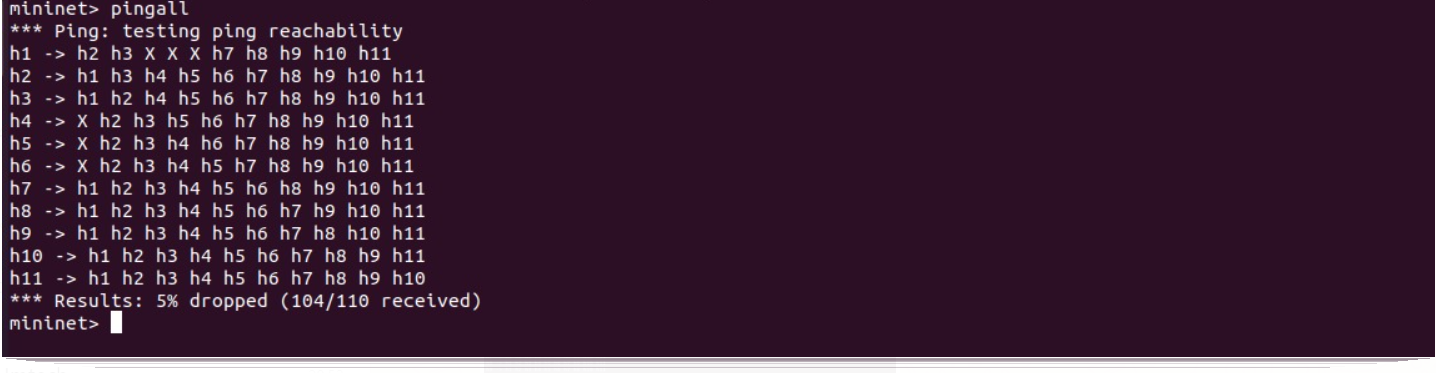 mininet> pingall
*** Ping: testing ping reachability
h1 -> h2 h3 X X X h7 h8 h9 h10 h11
h2 -> h1 h3 h4 h5 h6 h7 h8 h9 h10 h11
h3 -> h1 h2 h4 h5 h6 h7 h8 h9 h10 h11
h4 -> X h2 h3 h5 h6 h7 h8 h9 h10 h11
h5 -> X h2 h3 h4 h6 h7 h8 h9 h10 h11
h6 -> X h2 h3 h4 h5 h7 h8 h9 h10 h11
h7 -> h1 h2 h3 h4 h5 h6 h8 h9 h10 h11
h8 -> h1 h2 h3 h4 h5 h6 h7 h9 h10 h11
h9 -> h1 h2 h3 h4 h5 h6 h7 h8 h10 h11
h10 -> h1 h2 h3 h4 h5 h6 h7 h8 h9 h11
h11 -> h1 h2 h3 h4 h5 h6 h7 h8 h9 h10
*** Results: 5% dropped (104/110 received)
mininet>